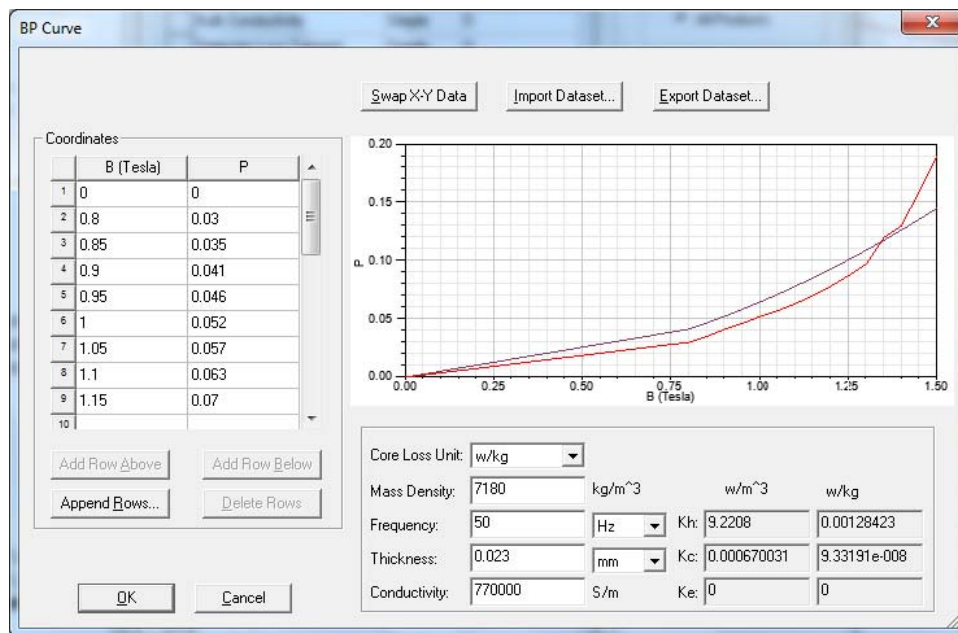 BP Curve
Swap X-Y Data Import Dataset... Export Dataset...
Coordinates
B (Tesla) P
1 0 0
2 0.8 0.03
3 0.85 0.035
4 0.9 0.041
5 0.95 0.046
6 1 0.052
7 1.05 0.057
8 1.1 0.063
9 1.15 0.07
10
Add Row Above Add Row Below
Append Rows... Delete Rows
OK Cancel
0.20
0.15
0.10
0.05
0.00
P
0.00 0.25 0.50 0.75 1.00 1.25 1.50
B (Tesla)
Core Loss Unit: w/kg
Mass Density: 7180 kg/m^3 w/m^3 w/kg
Frequency: 50 Hz Kh: 9.2208 0.00128423
Thickness: 0.023 mm Kc: 0.000670031 9.33191e-008
Conductivity: 770000 S/m Ke: 0 0